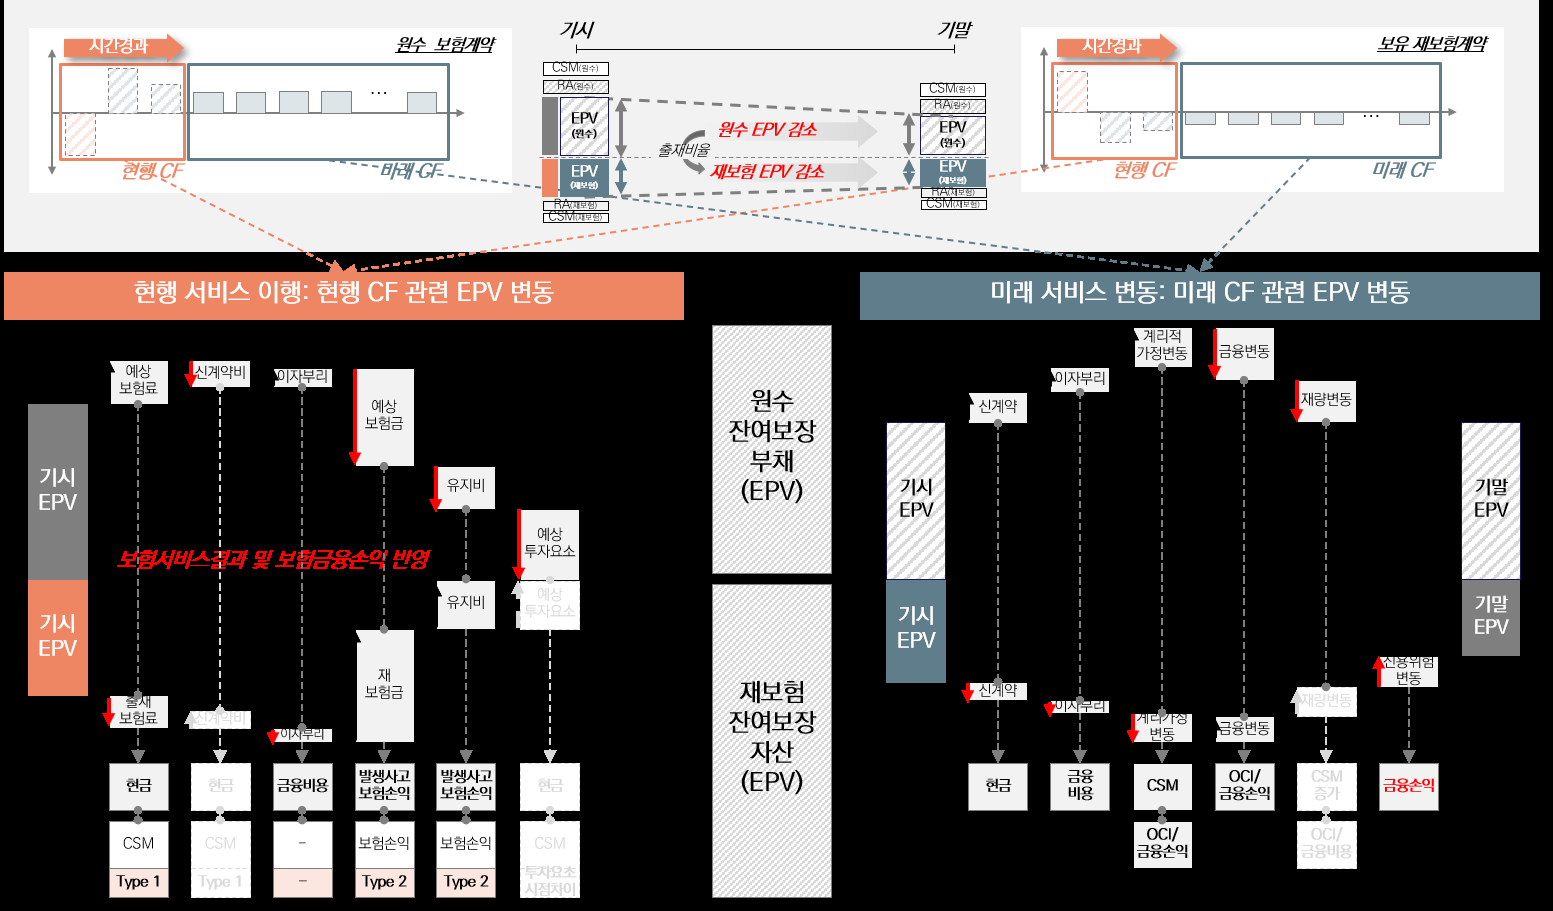 시간경과
원수 보험계약
현행 CF
미래 CF
기시
기말
CSM(원수)
RA(원수)
EPV
(원수)
EPV
(재보험)
RA(재보험)
CSM(재보험)
출재비율
원수 EPV 감소
재보험 EPV 감소
CSM(원수)
RA(원수)
EPV
(원수)
EPV
(재보험)
RA(재보험)
CSM(재보험)
시간경과
보유 재보험계약
현행 CF
미래 CF
현행 서비스 이행: 현행 CF 관련 EPV 변동
기시
EPV
기시
EPV
예상
보험료
신계약비
이자부리
예상
보험금
유지비
예상
투자요소
보험서비스결과 및 보험금융손익 반영
유지비
예상
투자요소
재
보험금
출재
보험료
신계약비
이자부리
현금
현금
금융비용
발생사고
보험손익
발생사고
보험손익
현금
CSM
CSM
-
보험손익
보험손익
CSM
Type 1
Type 1
-
Type 2
Type 2
투자요소
시점차이
원수
잔여보장
부채
(EPV)
재보험
잔여보장
자산
(EPV)
미래 서비스 변동: 미래 CF 관련 EPV 변동
기시
EPV
기시
EPV
신계약
이자부리
계리적
가정변동
금융변동
재량변동
기말
EPV
기말
EPV
신계약
이자부리
계리가정
변동
금융변동
재량변동
신용위험
변동
현금
금융
비용
CSM
OCI/
금융손익
CSM
증가
금융손익
OCI/
금융손익
OCI/
금융비용